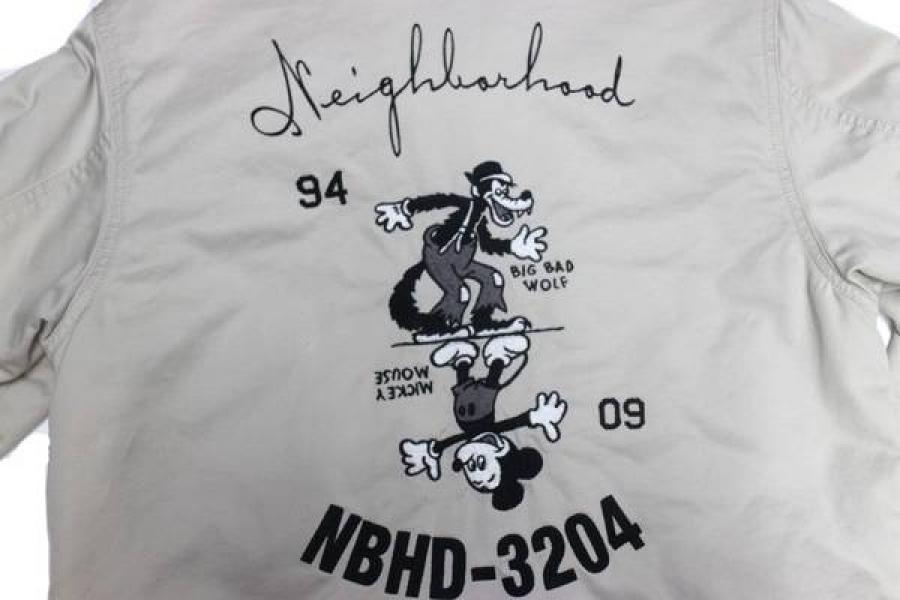 Neighborhood
94
BIG BAD
WOLF
MICKEY
MOUSE
09
NBHD-3204